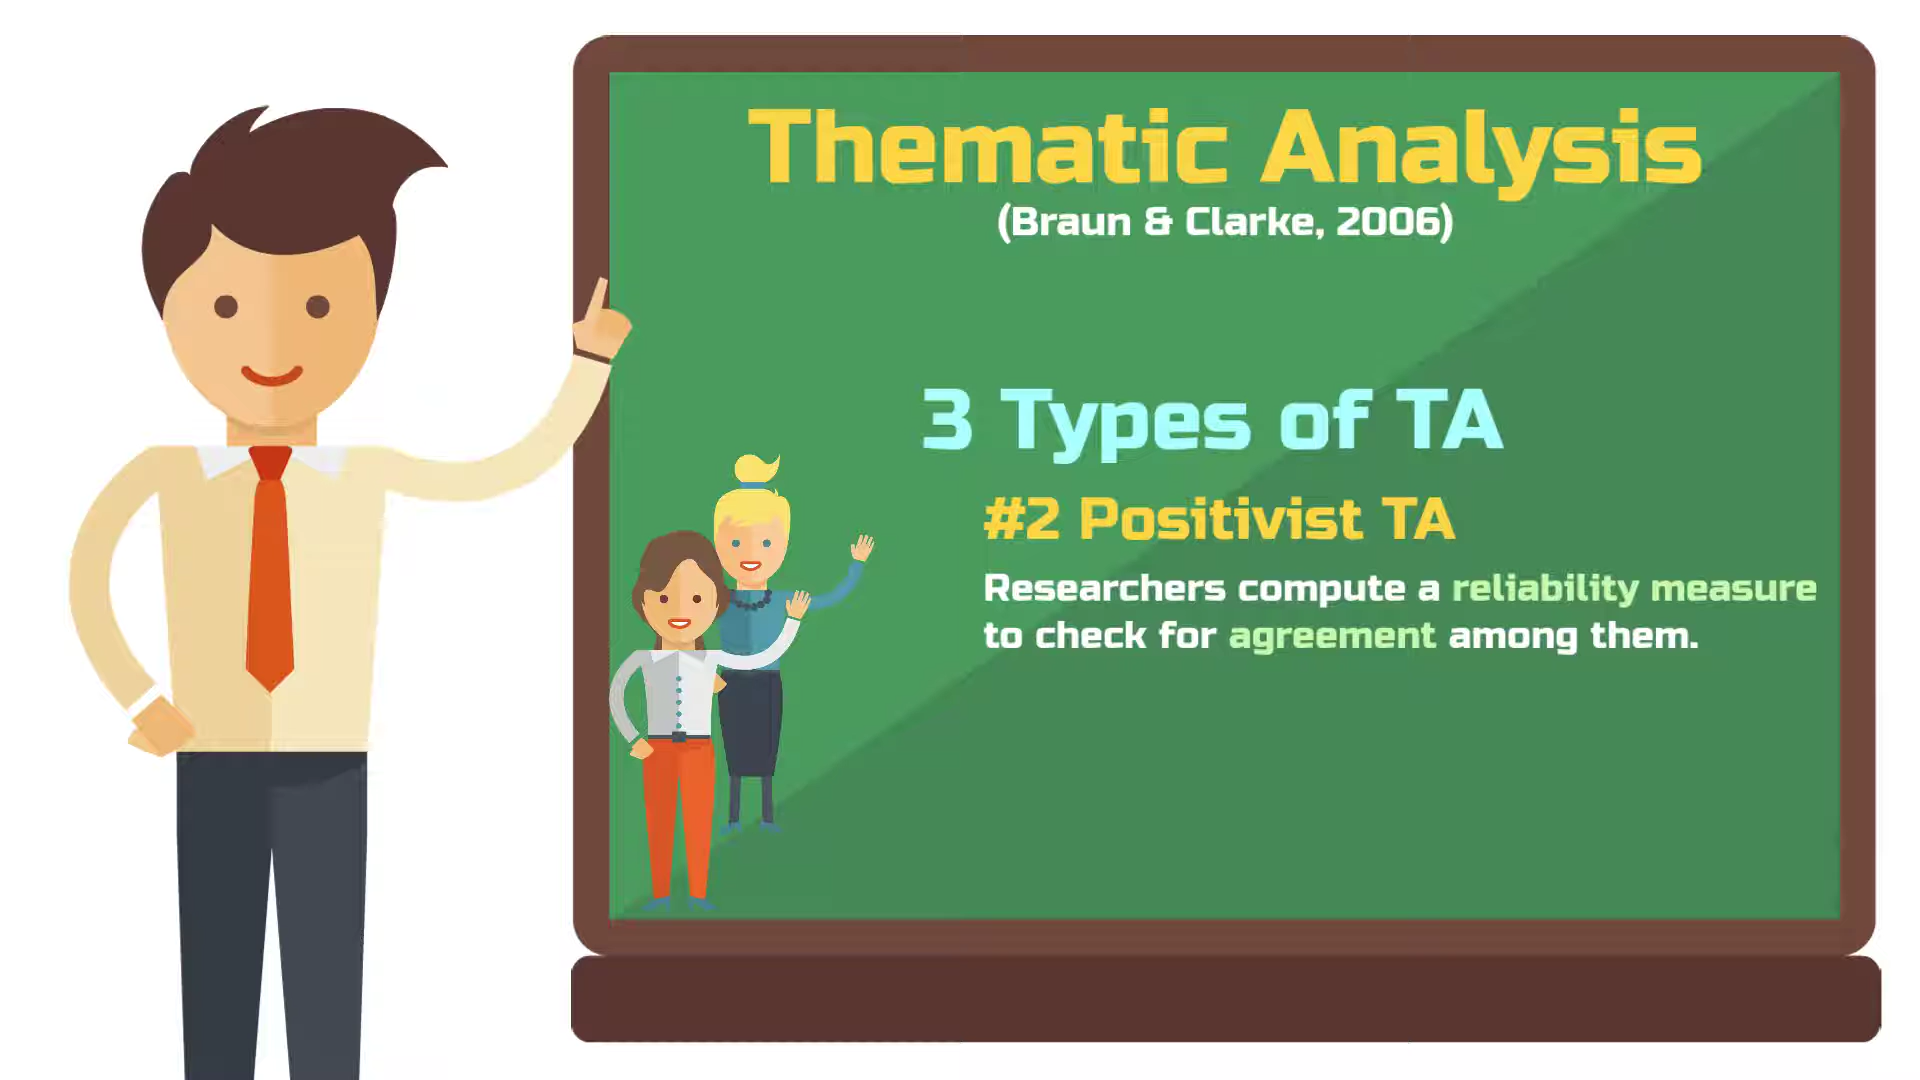 Thematic Analysis
(Braun & Clarke, 2006)
3 Types of TA
#2 Positivist TA
Researchers compute a reliability measure
to check for agreement among them.